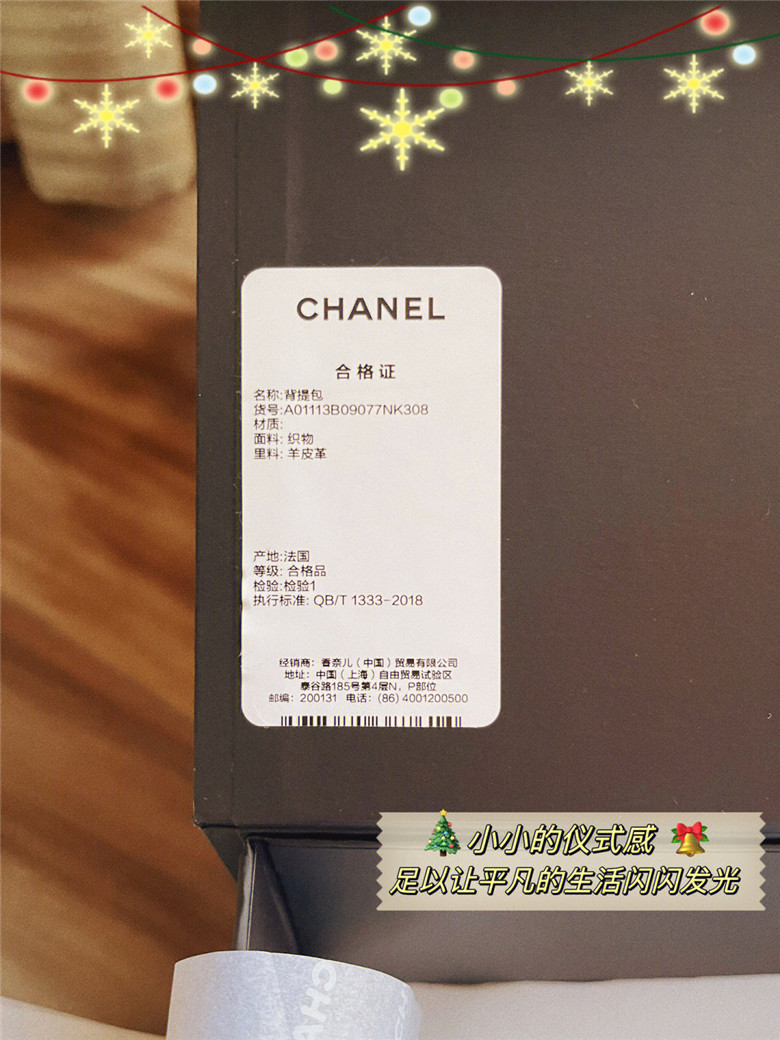 CHANEL
合格证
名称:背提包
货号:A01113B09077NK308
材质:
面料: 织物
里料: 羊皮革
产地:法国
等级: 合格品
检验:检验1
执行标准: QB/T 1333-2018
经销商: 香奈儿（中国）贸易有限公司
地址: 中国（上海）自由贸易试验区
泰谷路185号第4层N、P部位
邮编: 200131 电话: (86) 4001200500
小小的仪式感
足以让平凡的生活闪闪发光
CHA